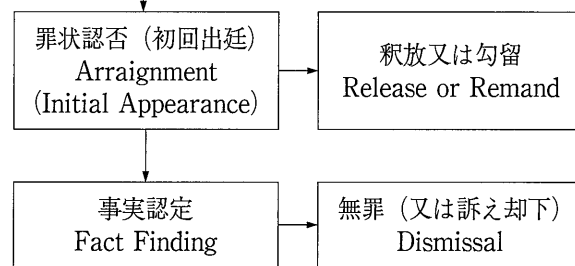 罪状認否（初回出廷）
Arraignment
(Initial Appearance)
釈放又は勾留
Release or Remand
事実認定
Fact Finding
無罪（又は訴え却下）
Dismissal